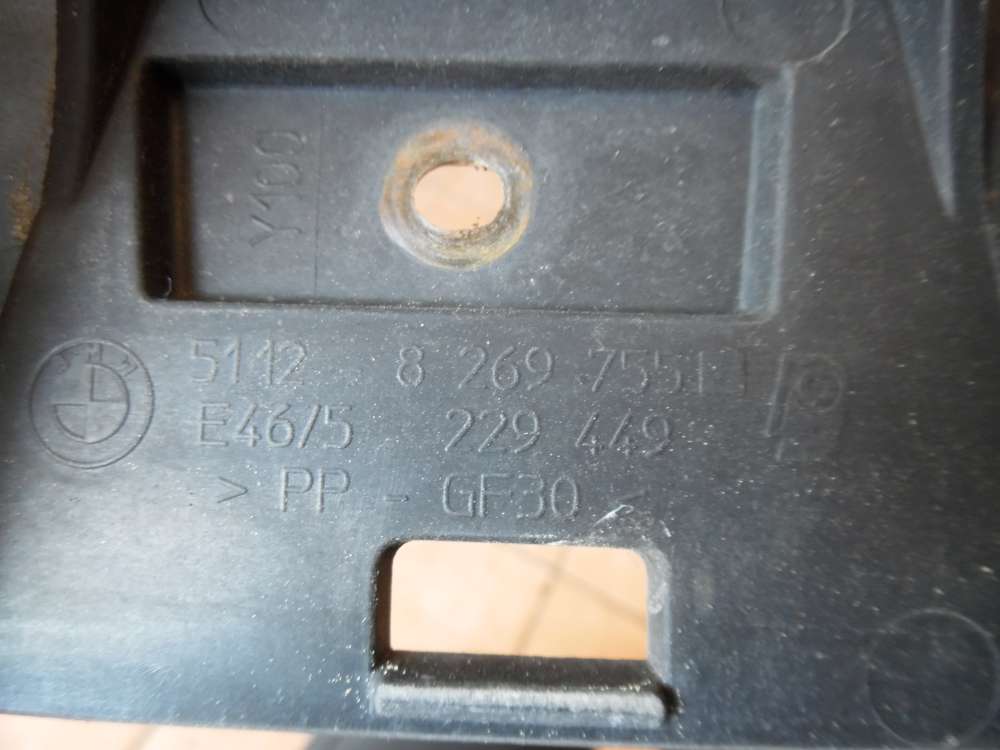 Y100
5112 8 269 755
E46/5 229 449
> PP - GF30 <